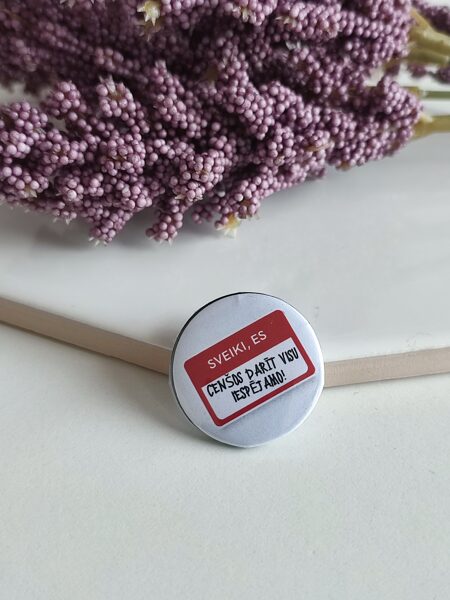 SVEIKI, ES
CENŠOS DARĪT VISU
IESPĒJAMO!